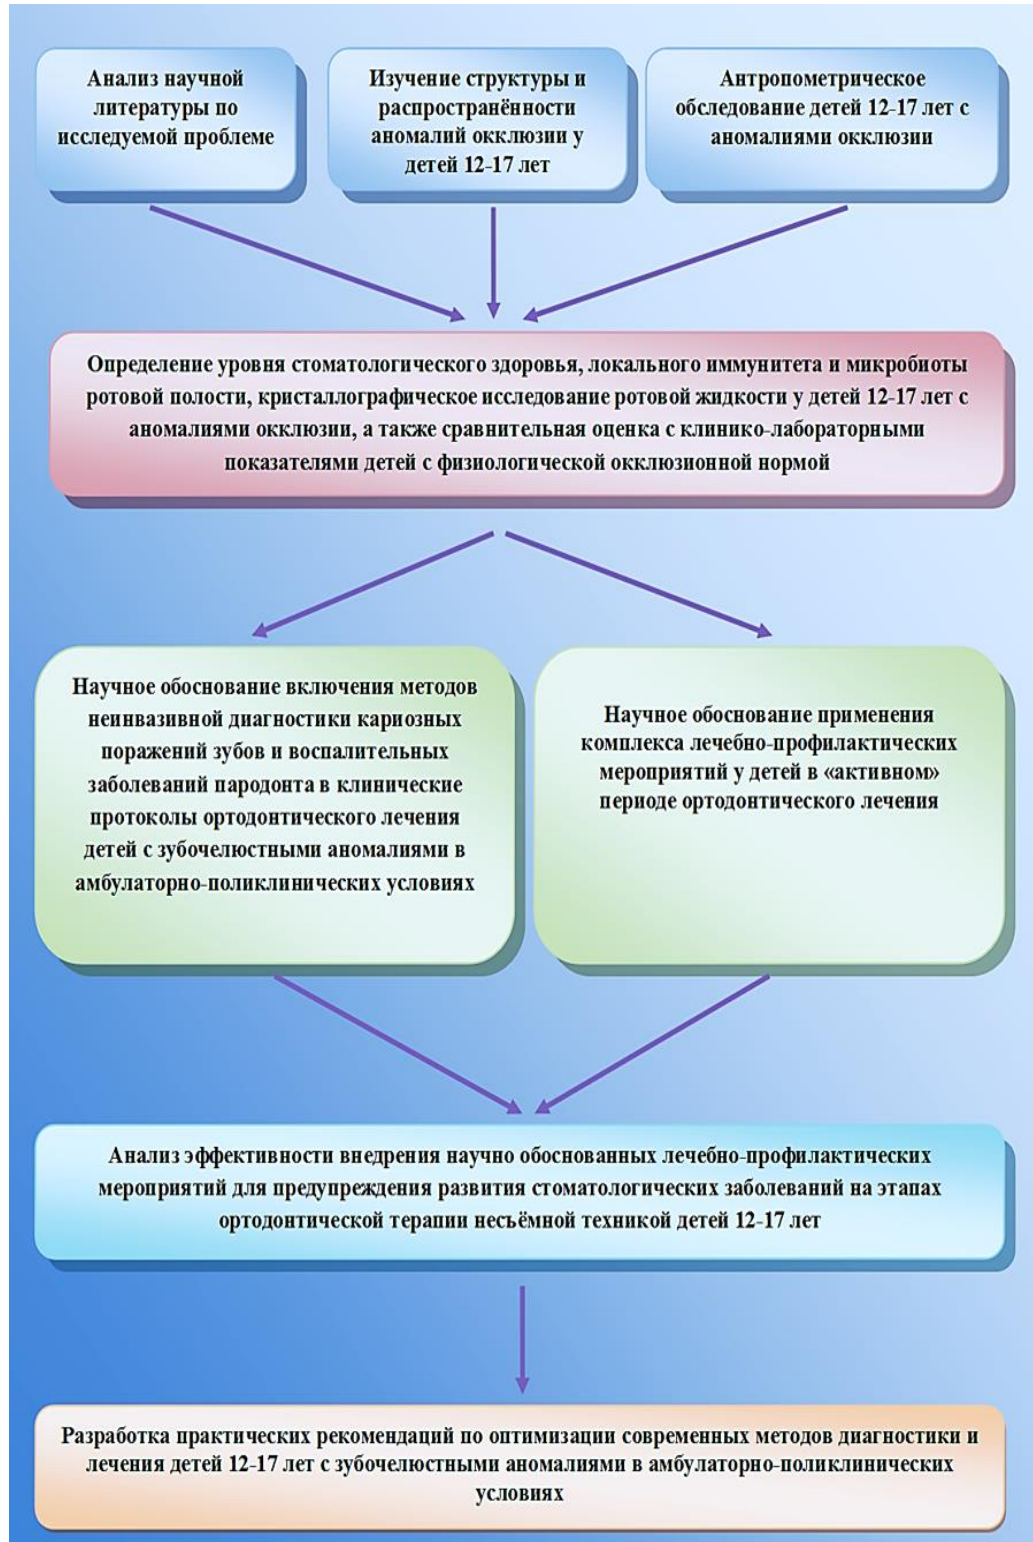 Анализ научной
литературы по
исследуемой проблеме
Изучение структуры и
распространённости
аномалий окклюзии у
детей 12-17 лет
Антропометрическое
обследование детей 12-17 лет с
аномалиями окклюзии
Определение уровня стоматологического здоровья, локального иммунитета и микробиоты
ротовой полости, кристаллографическое исследование ротовой жидкости у детей 12-17 лет с
аномалиями окклюзии, а также сравнительная оценка с клинико-лабораторными
показателями детей с физиологической окклюзионной нормой
Научное обоснование включения методов
неинвазивной диагностики кариозных
поражений зубов и воспалительных
заболеваний пародонта в клинические
протоколы ортодонтического лечения
детей с зубочелюстными аномалиями в
амбулаторно-поликлинических условиях
Научное обоснование применения
комплекса лечебно-профилактических
мероприятий у детей в «активном»
периоде ортодонтического лечения
Анализ эффективности внедрения научно обоснованных лечебно-профилактических
мероприятий для предупреждения развития стоматологических заболеваний на этапах
ортодонтической терапии несъёмной техникой детей 12-17 лет
Разработка практических рекомендаций по оптимизации современных методов диагностики и
лечения детей 12-17 лет с зубочелюстными аномалиями в амбулаторно-поликлинических
условиях